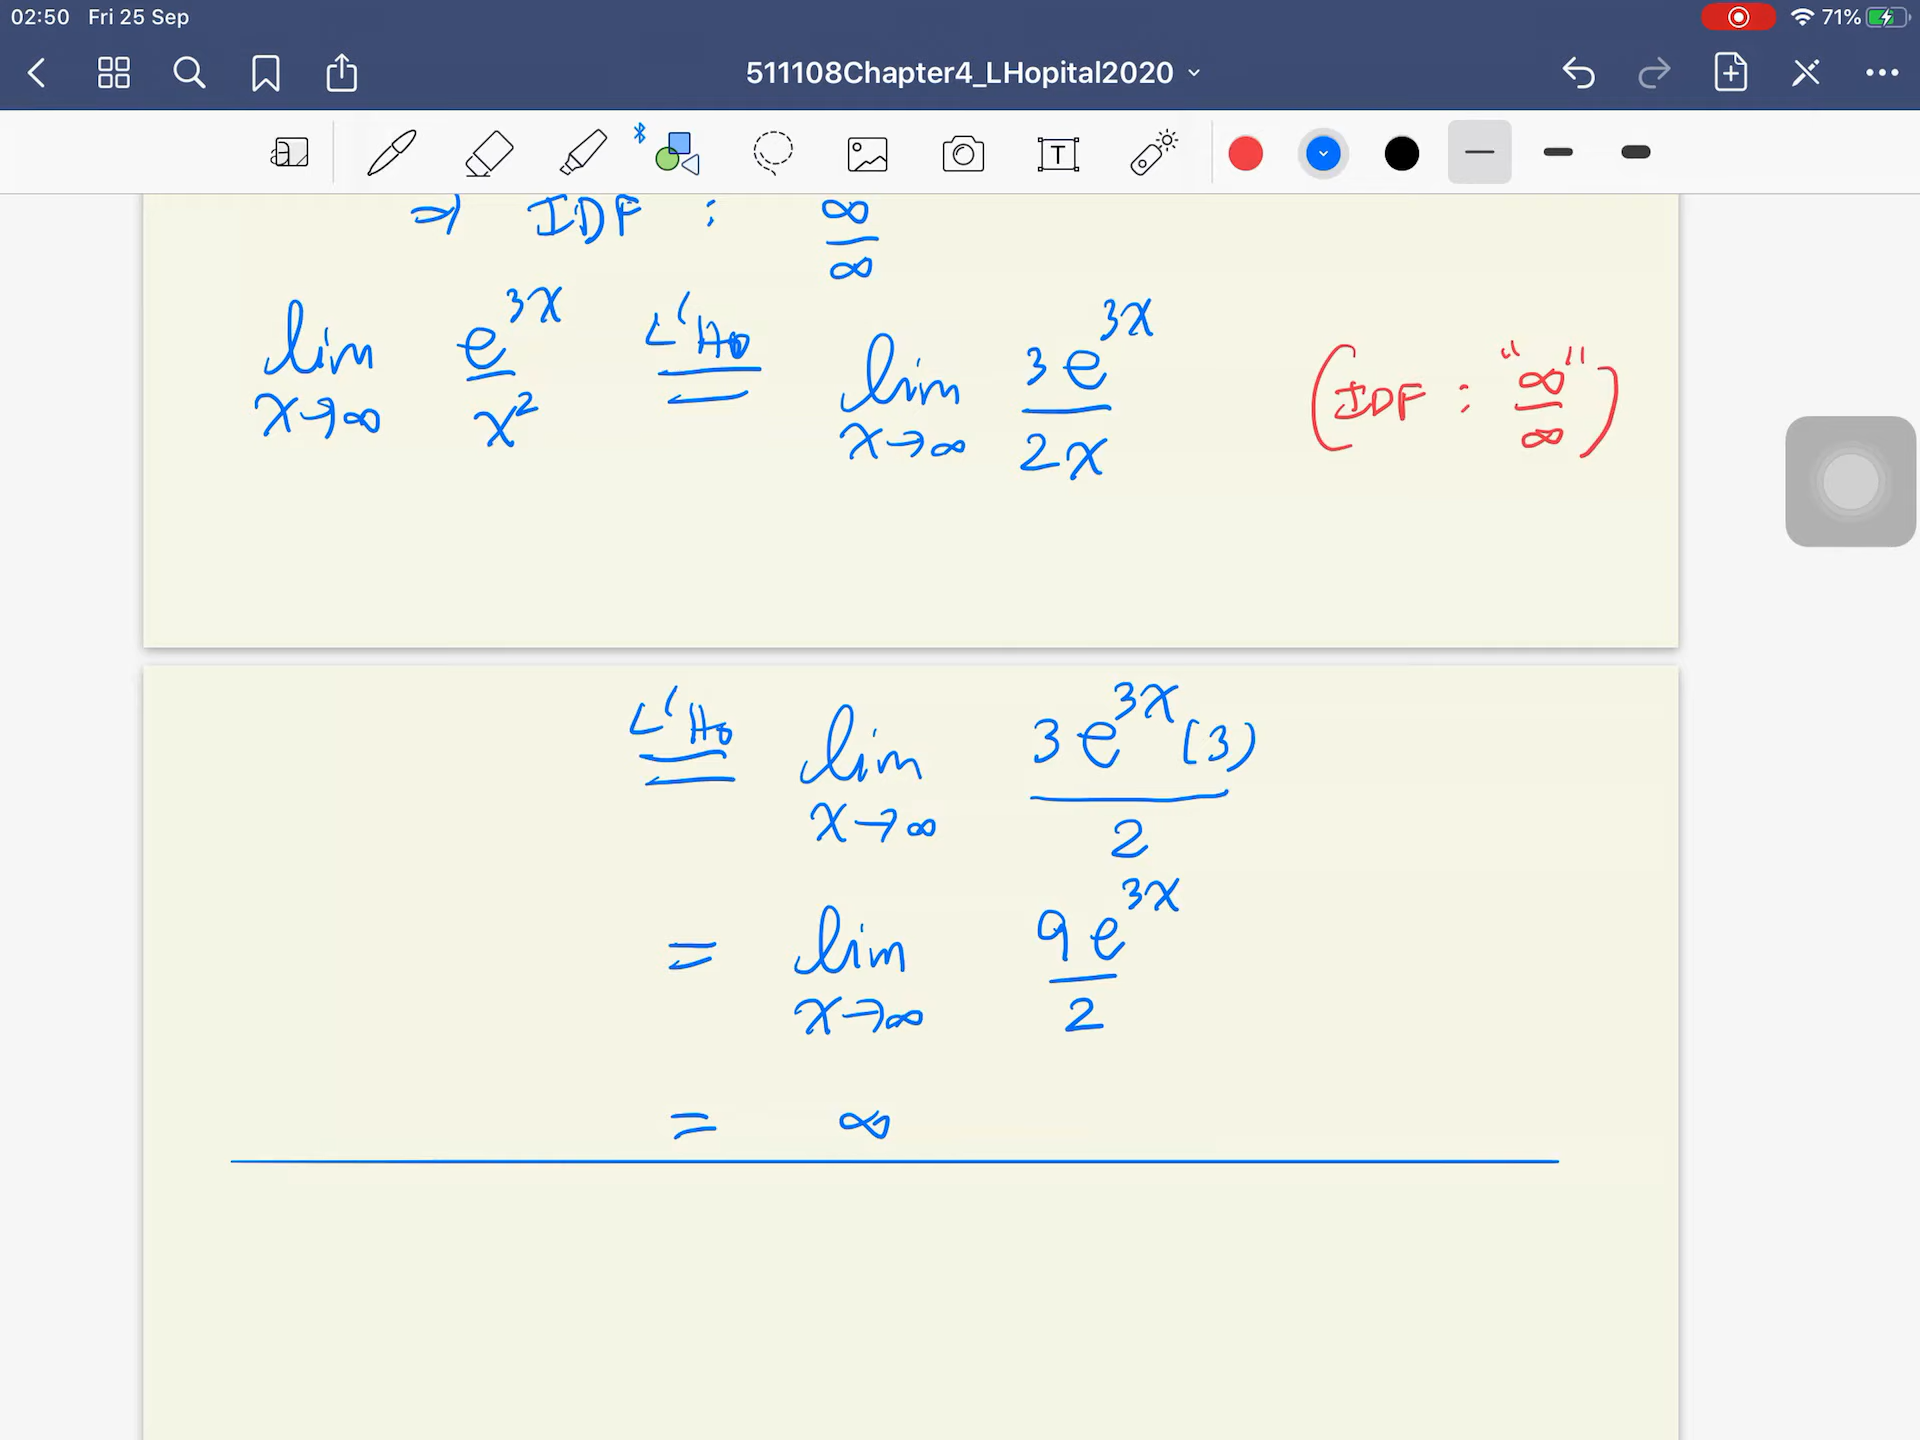 02:50 Fri 25 Sep 71%
511108Chapter4_LHopital2020
⇒ IDF : ∞/∞
lim x→∞ e^{3x}/x² L'Ho = lim x→∞ 3e^{3x}/2x (IDF : "∞/∞")
L'Ho = lim x→∞ 3e^{3x}(3)/2
= lim x→∞ 9e^{3x}/2
= ∞